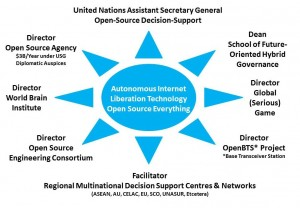 United Nations Assistant Secretary General
Open-Source Decision-Support
Director
Open Source Agency
$3B/Year under USG
Diplomatic Auspices
Dean
School of Future-
Oriented Hybrid
Governance
Autonomous Internet
Liberation Technology
Open Source Everything
Director
World Brain
Institute
Director
Global
(Serious)
Game
Director
Open Source
Engineering Consortium
Director
OpenBTS* Project
*Base Transceiver Station
Facilitator
Regional Multinational Decision Support Centres & Networks
(ASEAN, AU, CELAC, EU, SCO, UNASUR, Etcetera)